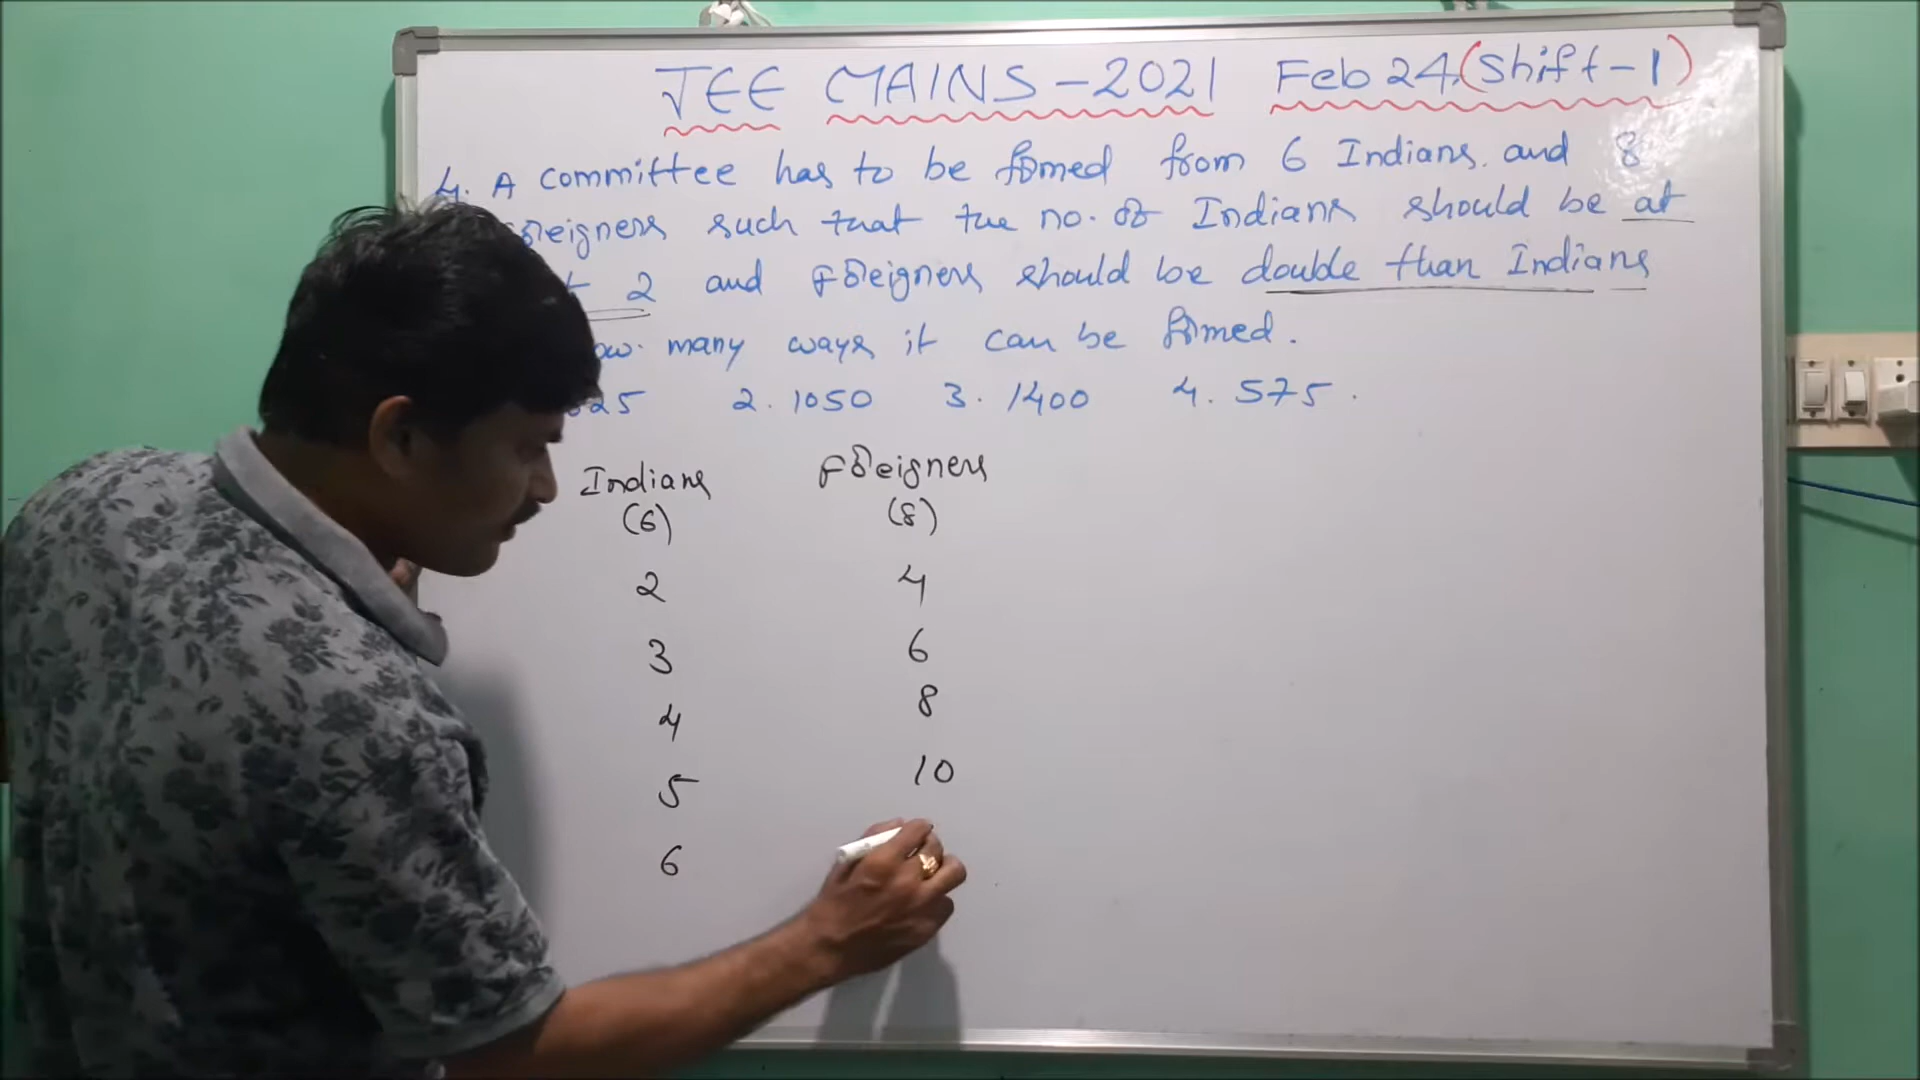 JEE MAINS - 2021 Feb 24 (Shift-1)
4. A committee has to be formed from 6 Indians and 8
such that the no. of Indians should be at
2 and Foreigners should be double than Indians
many ways it can be formed.
2. 1050 3. 1400 4. 575.
Indians Foreigners
(6) (8)
2 4
3 6
4 8
5 10
6